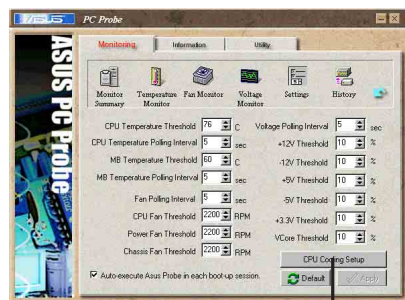 /SUS PC Probe
Monitoring Information Utility
Monitor Summary
Temperature Monitor
Fan Monitor
Voltage Monitor
Settings
History
CPU Temperature Threshold 76 C
Voltage Polling Interval 5 sec
CPU Temperature Polling Interval 5 sec
+12V Threshold 10 %
MB Temperature Threshold 60 C
-12V Threshold 10 %
MB Temperature Polling Interval 5 sec
+5V Threshold 10 %
Fan Polling Interval 5 sec
-5V Threshold 10 %
CPU Fan Threshold 2200 RPM
+3.3V Threshold 10 %
Power Fan Threshold 2200 RPM
VCore Threshold 10 %
Chassis Fan Threshold 2200 RPM
CPU Cooling Setup
Auto-execute Asus Probe in each boot-up session.
Default Apply
ASUS PC Probe